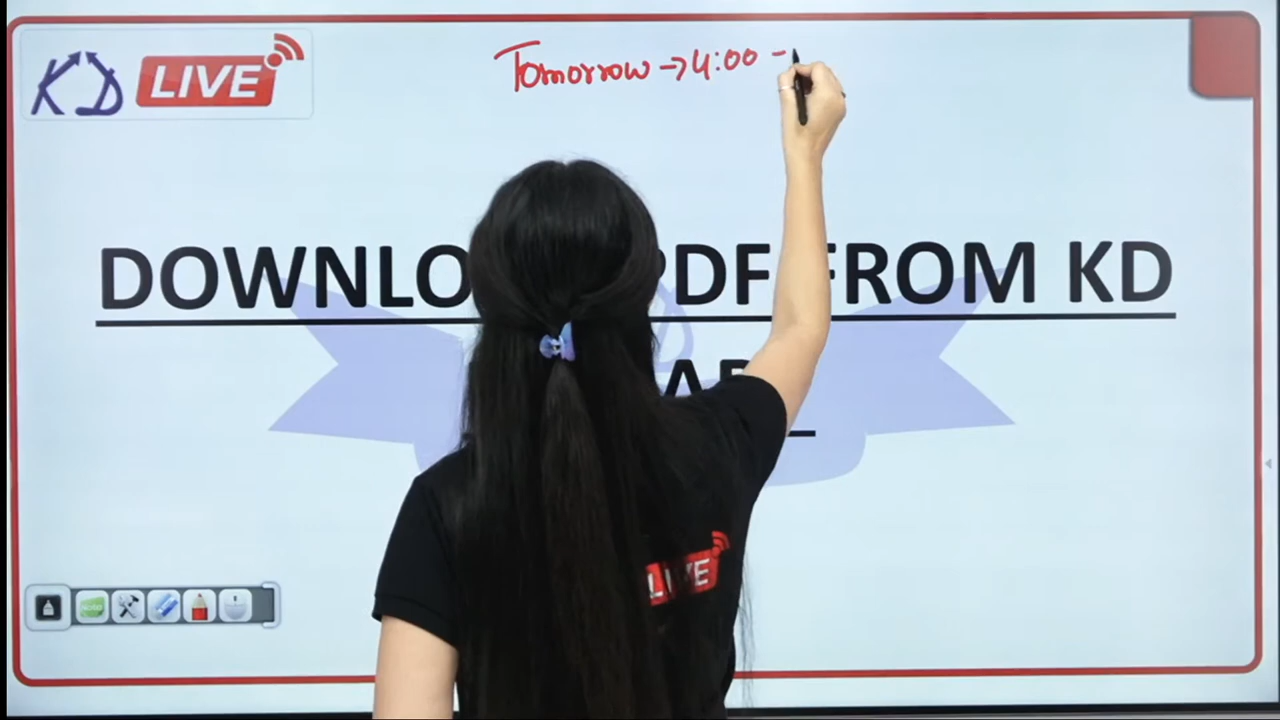 KD LIVE
Tomorrow → 4:00 -
DOWNLO PDF FROM KD
LIVE